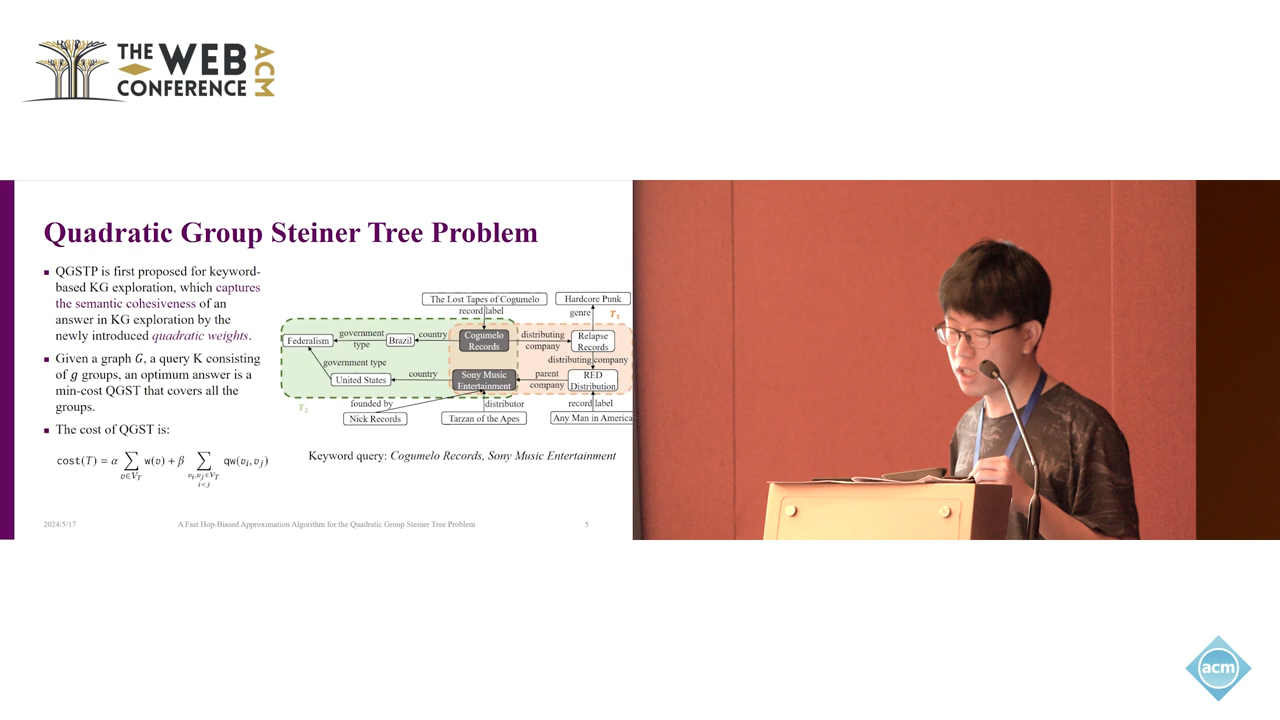 THE WEB
CONFERENCE
ACM
Quadratic Group Steiner Tree Problem
▪ QGSTP is first proposed for keyword-
based KG exploration, which captures
the semantic cohesiveness of an
answer in KG exploration by the
newly introduced quadratic weights.
▪ Given a graph G, a query K consisting
of g groups, an optimum answer is a
min-cost QGST that covers all the
groups.
▪ The cost of QGST is:
cost(T) = α ∑ w(v) + β ∑ qw(vᵢ, vⱼ)
v∈V_T
vᵢ,vⱼ∈V_T
i<j
The Lost Tapes of Cogumelo
Hardcore Punk
record label
genre
T₁
Federalism
government
type
Brazil
country
Cogumelo
Records
distributing
company
Relapse
Records
government type
distributing company
United States
country
Sony Music
Entertainment
parent
company
RED
Distribution
T₂
founded by
distributor
record label
Nick Records
Tarzan of the Apes
Any Man in America
Keyword query: Cogumelo Records, Sony Music Entertainment
2024/5/17
A Fast Hop-Biased Approximation Algorithm for the Quadratic Group Steiner Tree Problem
5
acm